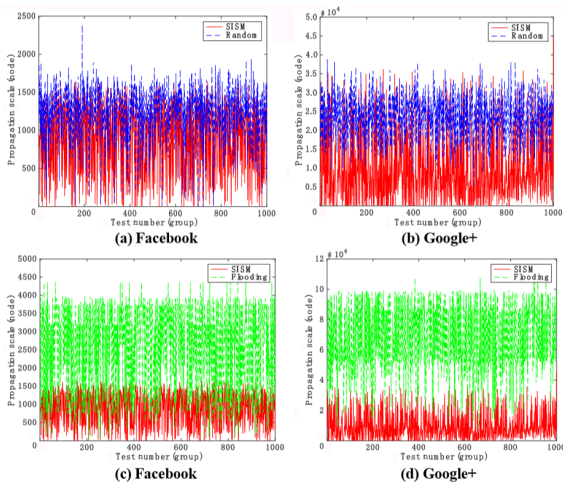 2500
2000
1500
1000
500
0
200
400
600
800
1000
Propagation scale (node)
Test number (group)
SISM
Random
(a) Facebook
5.0
4.5
4.0
3.5
3.0
2.5
2.0
1.5
1.0
0.5
0
200
400
600
800
1000
Propagation scale (node)
Test number (group)
SISM
Random
(b) Google+
5000
4500
4000
3500
3000
2500
2000
1500
1000
500
0
200
400
600
800
1000
Propagation scale (node)
Test number (group)
SISM
Flooding
(c) Facebook
12
10
8
6
4
2
0
200
400
600
800
1000
Propagation scale (node)
Test number (group)
SISM
Flooding
(d) Google+